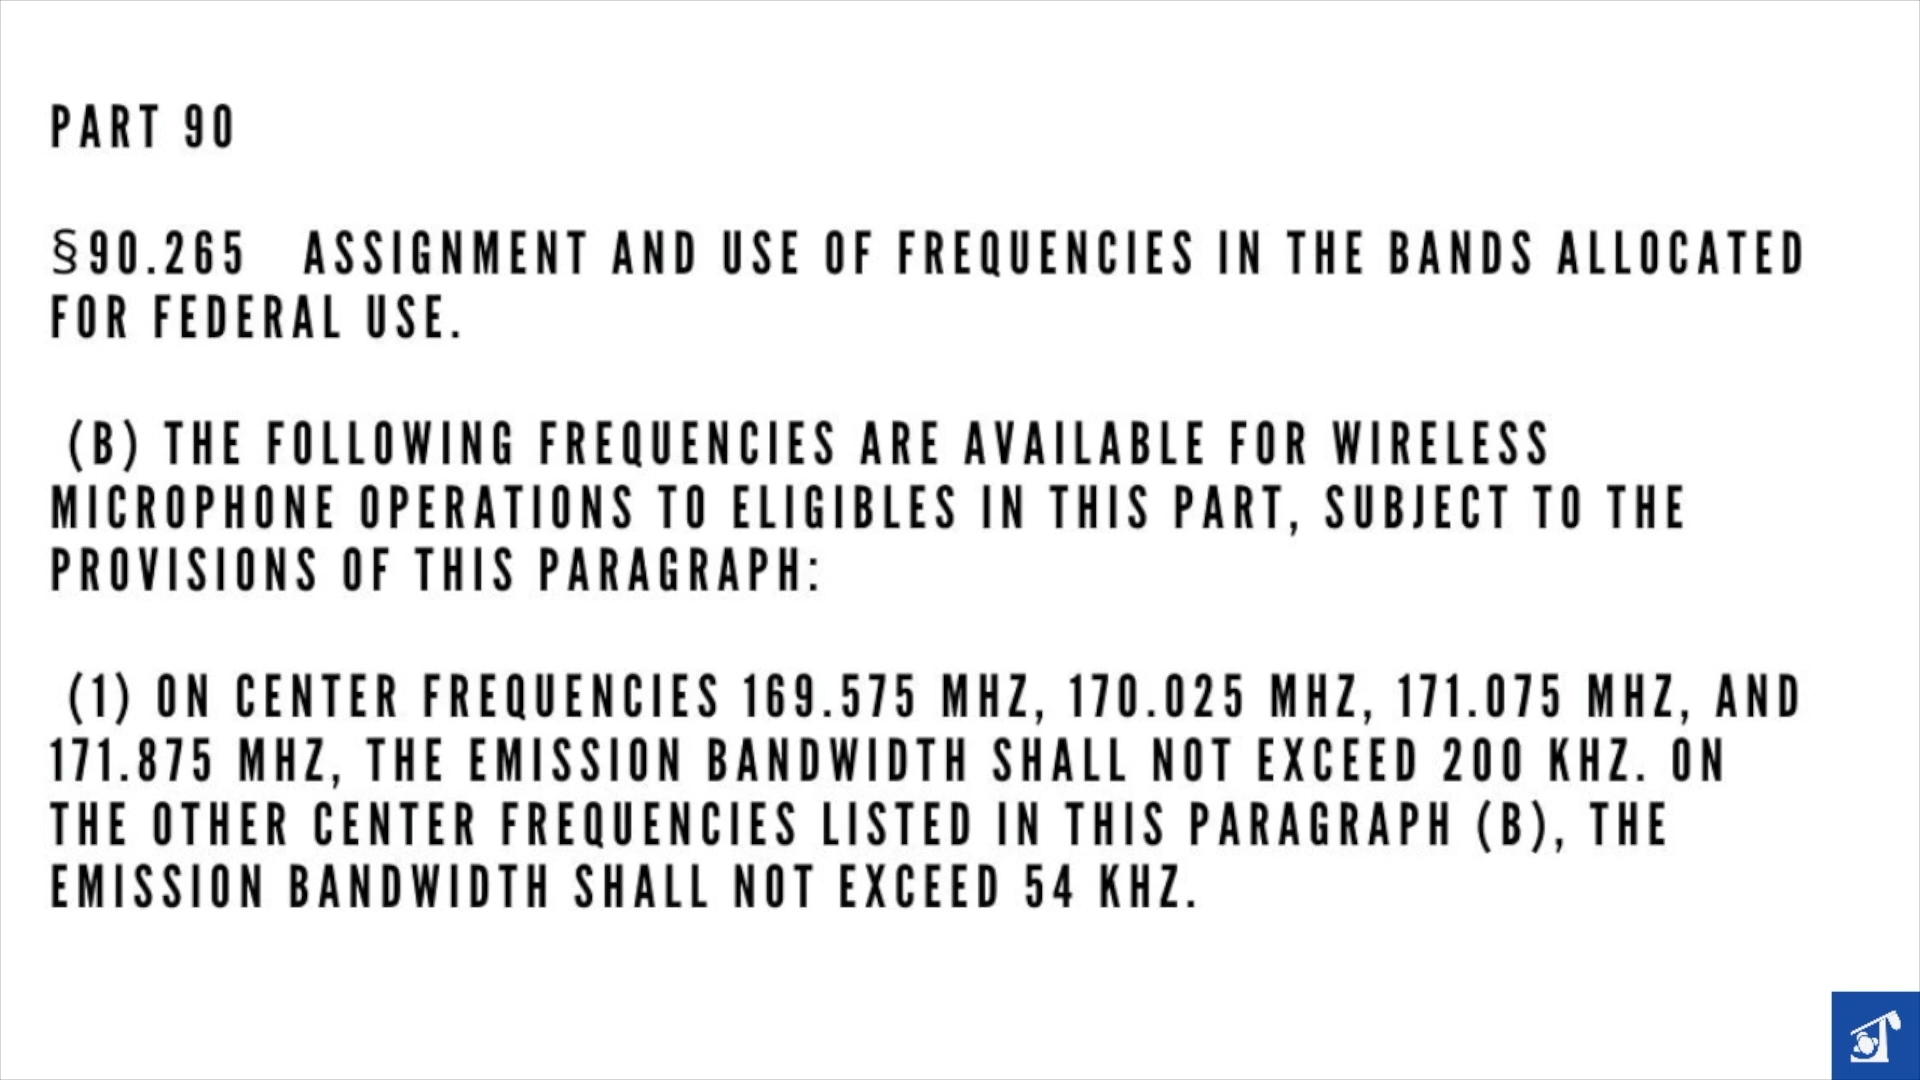 PART 90
§90.265 ASSIGNMENT AND USE OF FREQUENCIES IN THE BANDS ALLOCATED
FOR FEDERAL USE.
(B) THE FOLLOWING FREQUENCIES ARE AVAILABLE FOR WIRELESS
MICROPHONE OPERATIONS TO ELIGIBLES IN THIS PART, SUBJECT TO THE
PROVISIONS OF THIS PARAGRAPH:
(1) ON CENTER FREQUENCIES 169.575 MHZ, 170.025 MHZ, 171.075 MHZ, AND
171.875 MHZ, THE EMISSION BANDWIDTH SHALL NOT EXCEED 200 KHZ. ON
THE OTHER CENTER FREQUENCIES LISTED IN THIS PARAGRAPH (B), THE
EMISSION BANDWIDTH SHALL NOT EXCEED 54 KHZ.